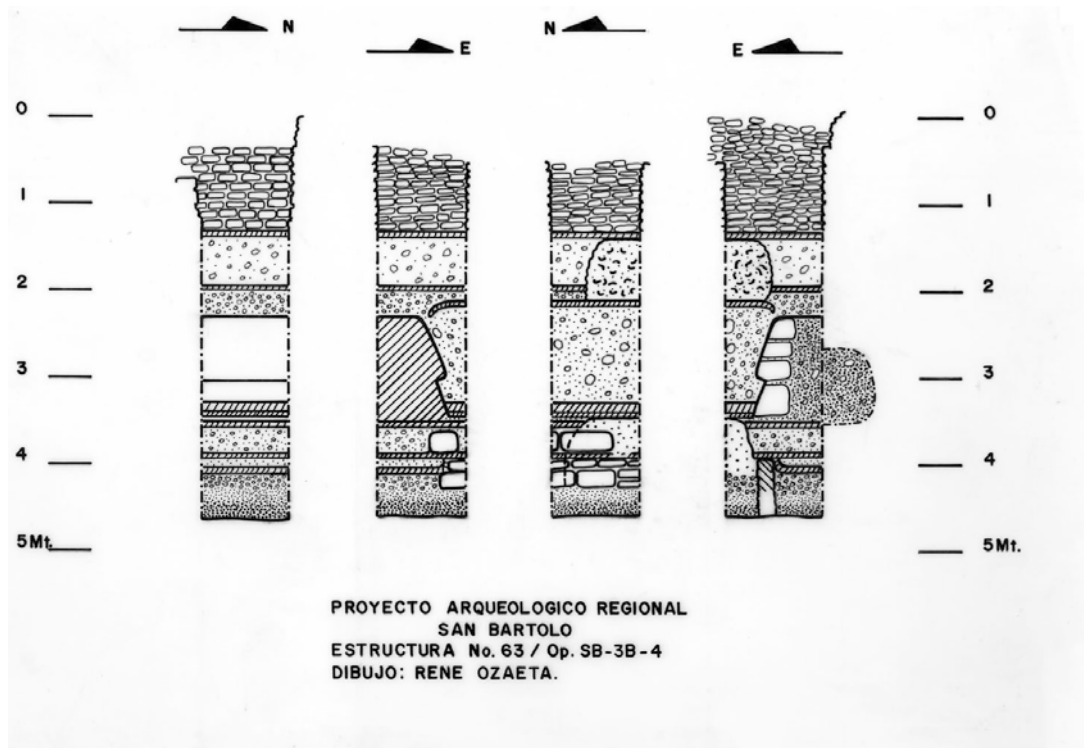 N
E
N
E
0
1
2
3
4
5Mt.
0
1
2
3
4
5Mt.
PROYECTO ARQUEOLOGICO REGIONAL
SAN BARTOLO
ESTRUCTURA No. 63 / Op. SB-3B-4
DIBUJO: RENE OZAETA.